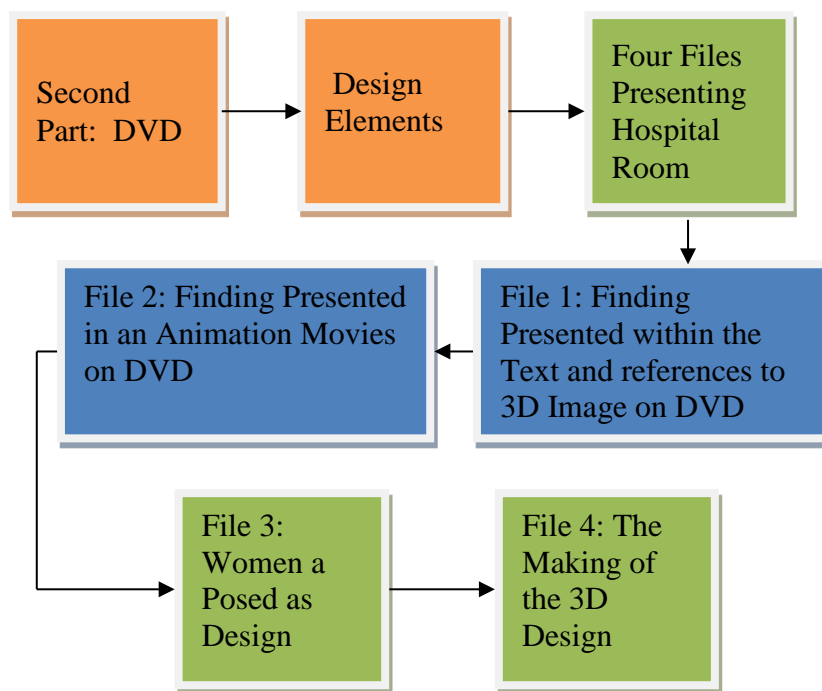 Second
Part: DVD
Design
Elements
Four Files
Presenting
Hospital
Room
File 1: Finding
Presented within the
Text and references to
3D Image on DVD
File 2: Finding Presented
in an Animation Movies
on DVD
File 3:
Women a
Posed as
Design
File 4: The
Making of
the 3D
Design